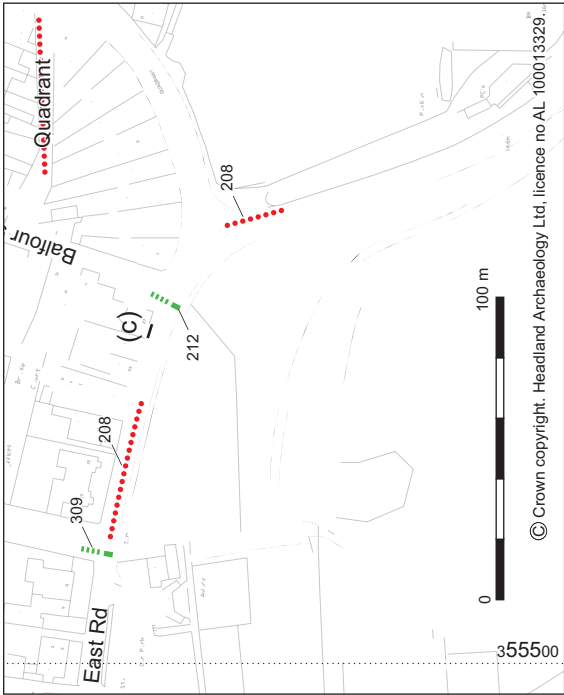 Quadrant
Balfour
208
(c)
212
208
309
East Rd
0
100 m
355500
© Crown copyright. Headland Archaeology Ltd, licence no AL 100013329.